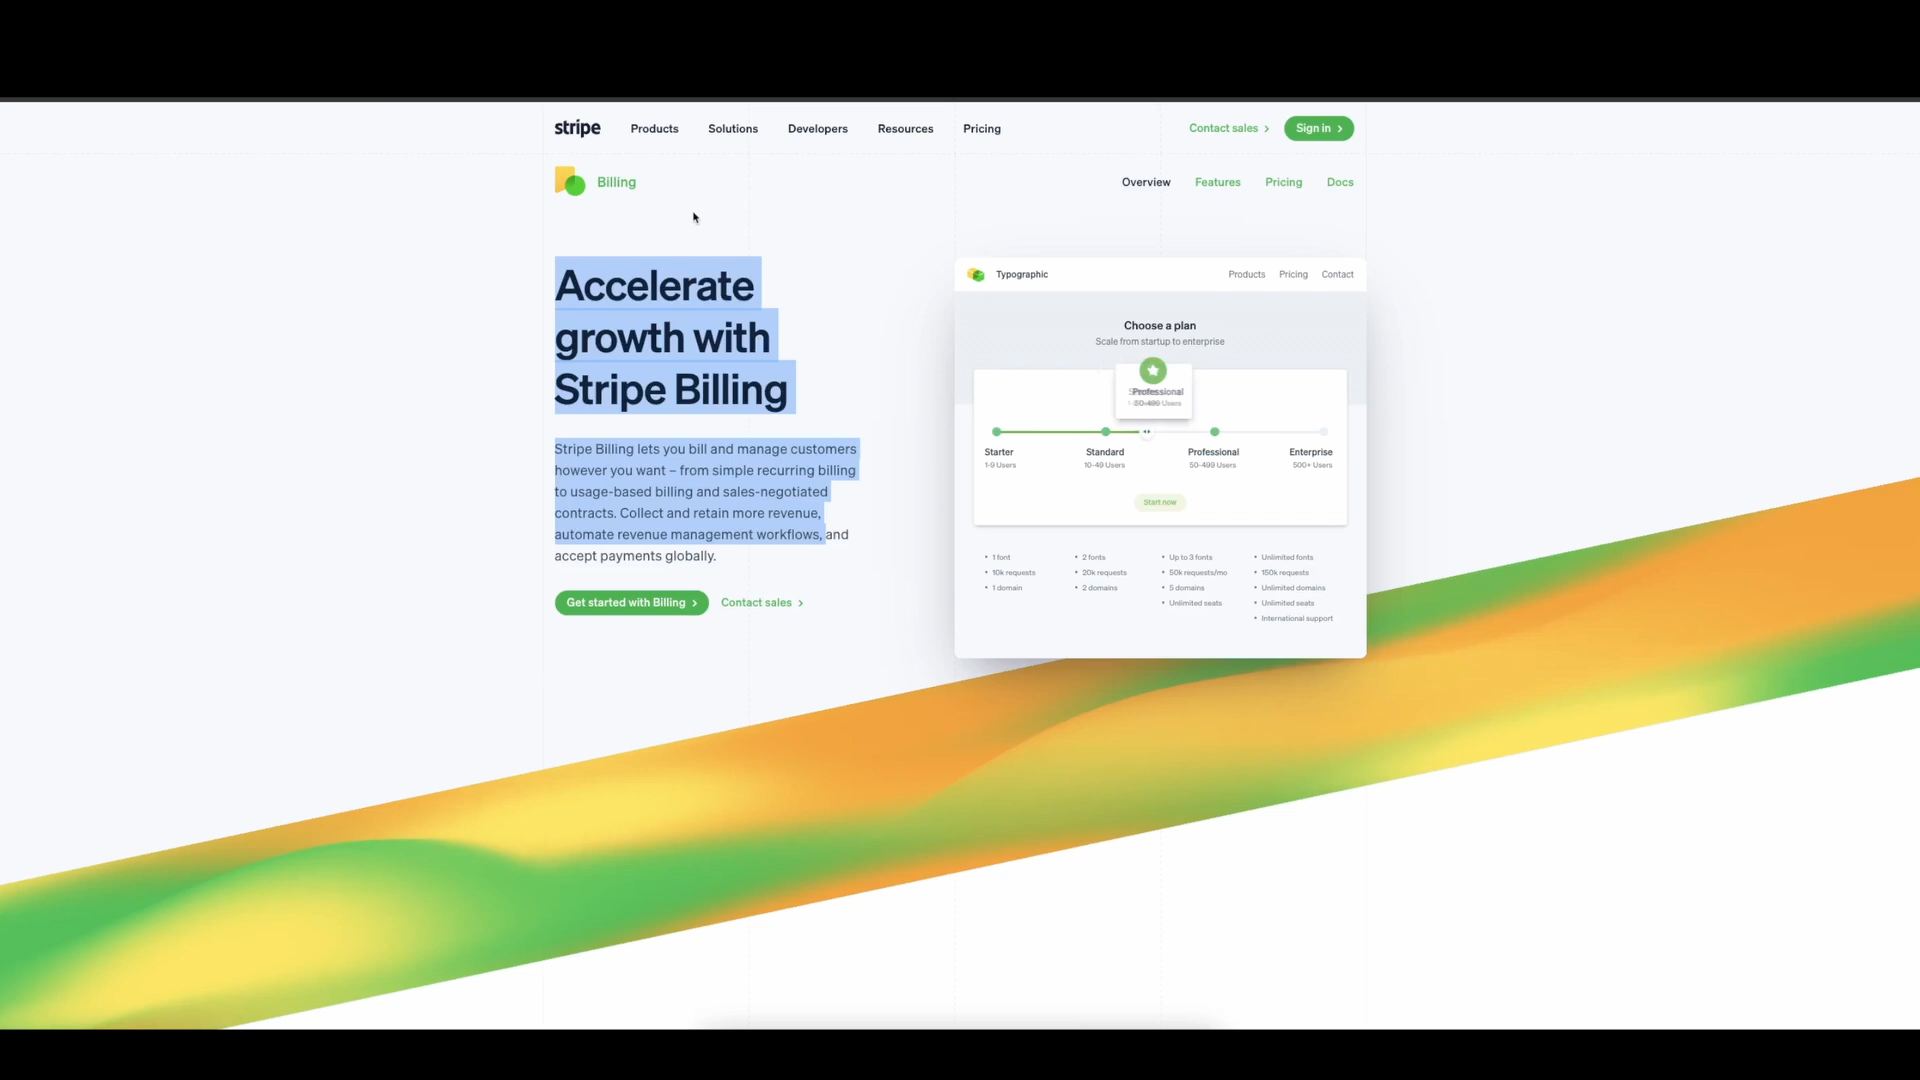 stripe
Products
Solutions
Developers
Resources
Pricing
Contact sales
Sign in
Billing
Overview
Features
Pricing
Docs
Accelerate
growth with
Stripe Billing
Stripe Billing lets you bill and manage customers
however you want – from simple recurring billing
to usage-based billing and sales-negotiated
contracts. Collect and retain more revenue,
automate revenue management workflows, and
accept payments globally.
Get started with Billing
Contact sales
Typographic
Products
Pricing
Contact
Choose a plan
Scale from startup to enterprise
Professional
50-499 Users
Starter
1-9 Users
Standard
10-49 Users
Professional
50-499 Users
Enterprise
500+ Users
Start now
• 1 font
• 10k requests
• 1 domain
• 2 fonts
• 20k requests
• 2 domains
• Up to 3 fonts
• 50k requests/mo
• 5 domains
• Unlimited seats
• Unlimited fonts
• 150k requests
• Unlimited domains
• Unlimited seats
• International support